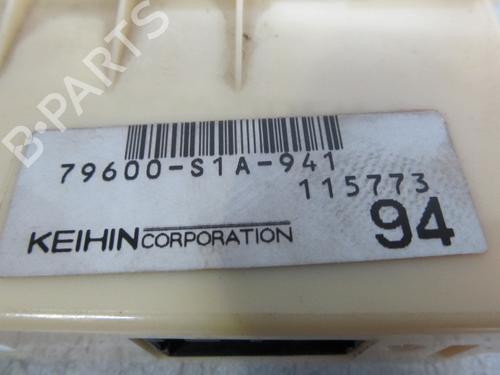 B-PARTS
79600-S1A-941
115773
KEIHIN CORPORATION
94